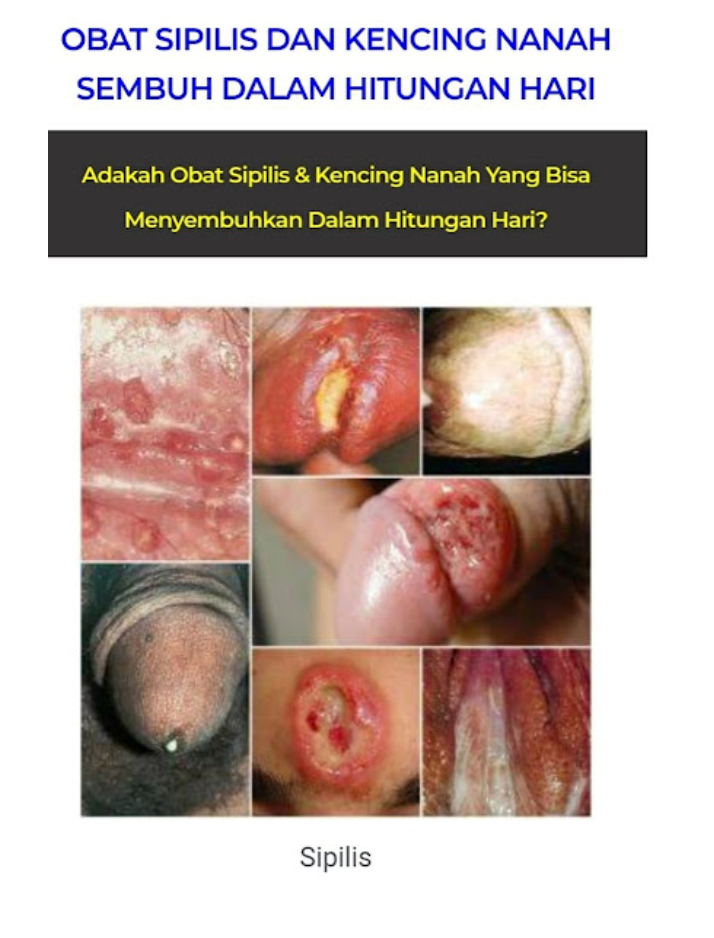 OBAT SIPILIS DAN KENCING NANAH
SEMBUH DALAM HITUNGAN HARI
Adakah Obat Sipilis & Kencing Nanah Yang Bisa
Menyembuhkan Dalam Hitungan Hari?
Sipilis